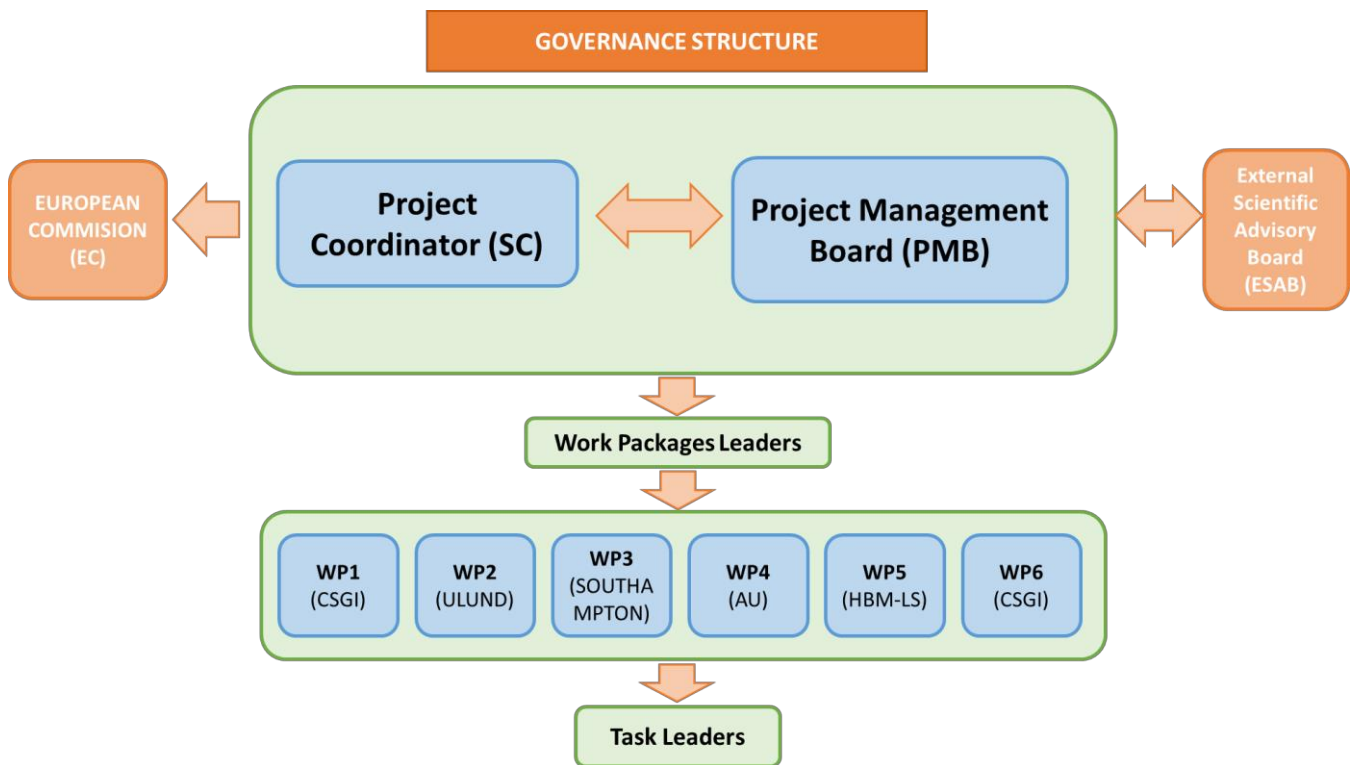 GOVERNANCE STRUCTURE
EUROPEAN
COMMISION
(EC)
Project
Coordinator (SC)
Project Management
Board (PMB)
External
Scientific
Advisory
Board
(ESAB)
Work Packages Leaders
WP1
(CSGI)
WP2
(ULUND)
WP3
(SOUTHA
MPTON)
WP4
(AU)
WP5
(HBM-LS)
WP6
(CSGI)
Task Leaders